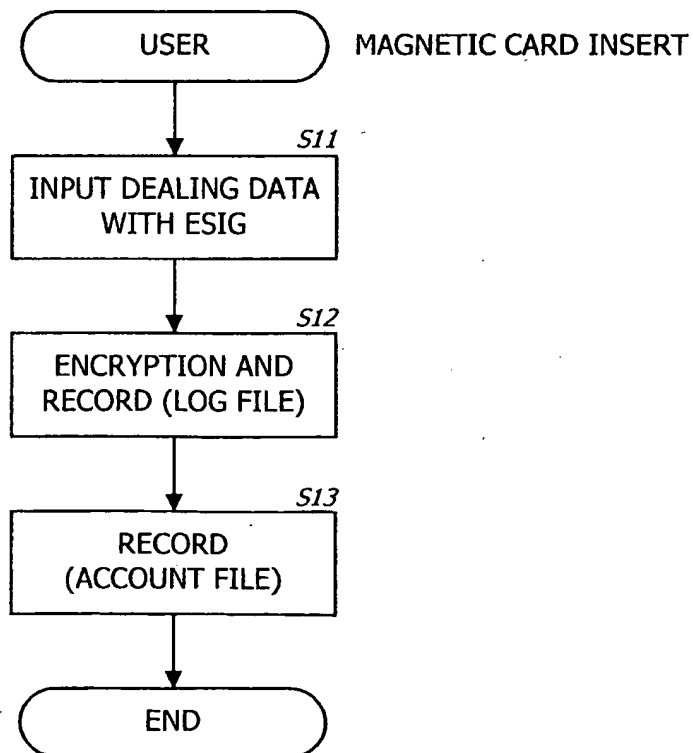 USER MAGNETIC CARD INSERT
S11
INPUT DEALING DATA
WITH ESIG
S12
ENCRYPTION AND
RECORD (LOG FILE)
S13
RECORD
(ACCOUNT FILE)
END